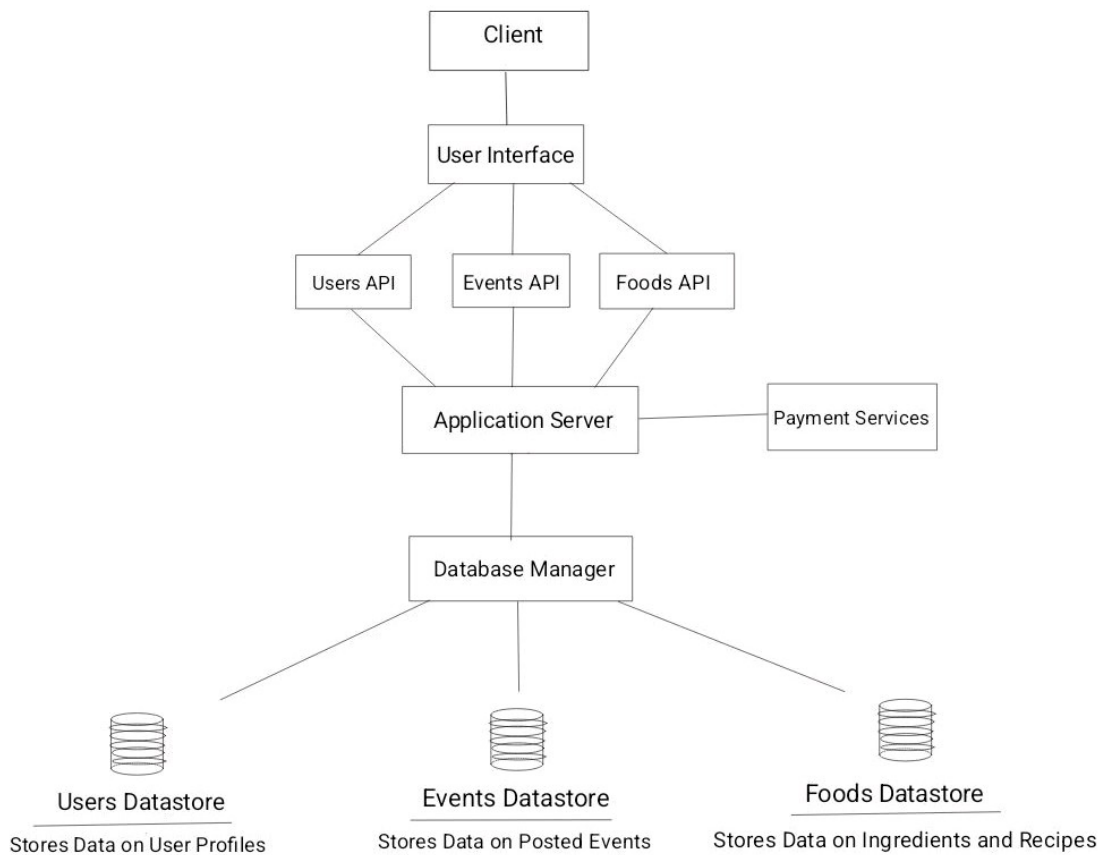 Client
User Interface
Users API
Events API
Foods API
Application Server
Payment Services
Database Manager
Users Datastore
Events Datastore
Foods Datastore
Stores Data on User Profiles
Stores Data on Posted Events
Stores Data on Ingredients and Recipes